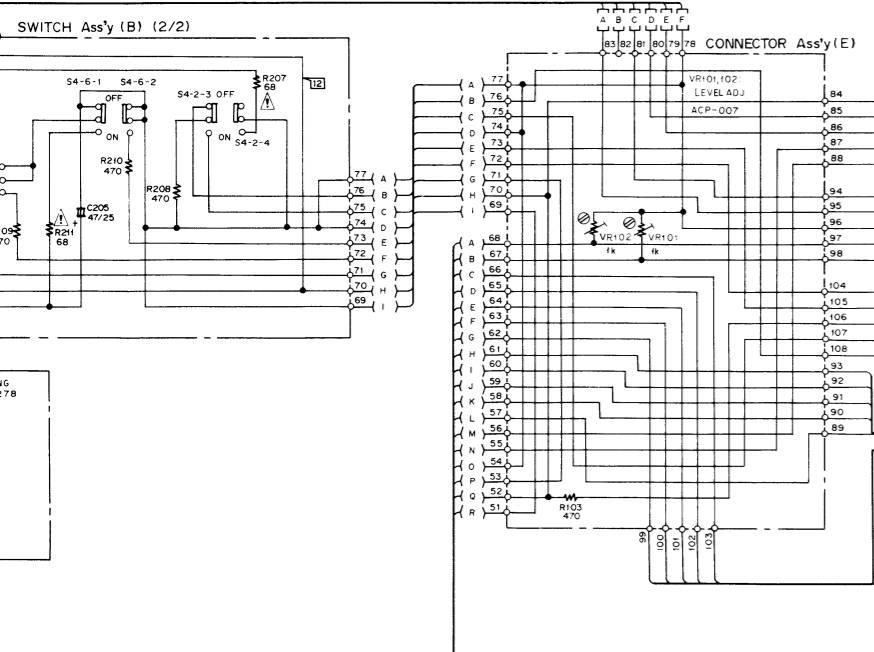 SWITCH Ass'y (B) (2/2)
A B C D E F
83 82 81 80 79 78
CONNECTOR Ass'y (E)
S4-6-1 S4-6-2
OFF
ON
S4-2-3 OFF
ON
S4-2-4
R207
68
12
R210
470
R208
470
C205
47/25
+
R211
68
09
70
77 A
76 B
75 C
74 D
73 E
72 F
71 G
70 H
69 I
A 77
B 76
C 75
D 74
E 73
F 72
G 71
H 70
I 69
A 68
B 67
C 66
D 65
E 64
F 63
G 62
H 61
I 60
J 59
K 58
L 57
M 56
N 55
O 54
P 53
Q 52
R 51
VR101,102:
LEVEL ADJ
ACP-007
VR102
1k
VR101
1k
R103
470
84
85
86
87
88
94
95
96
97
98
104
105
106
107
108
93
92
91
90
89
99 100 101 102 103
NG
278